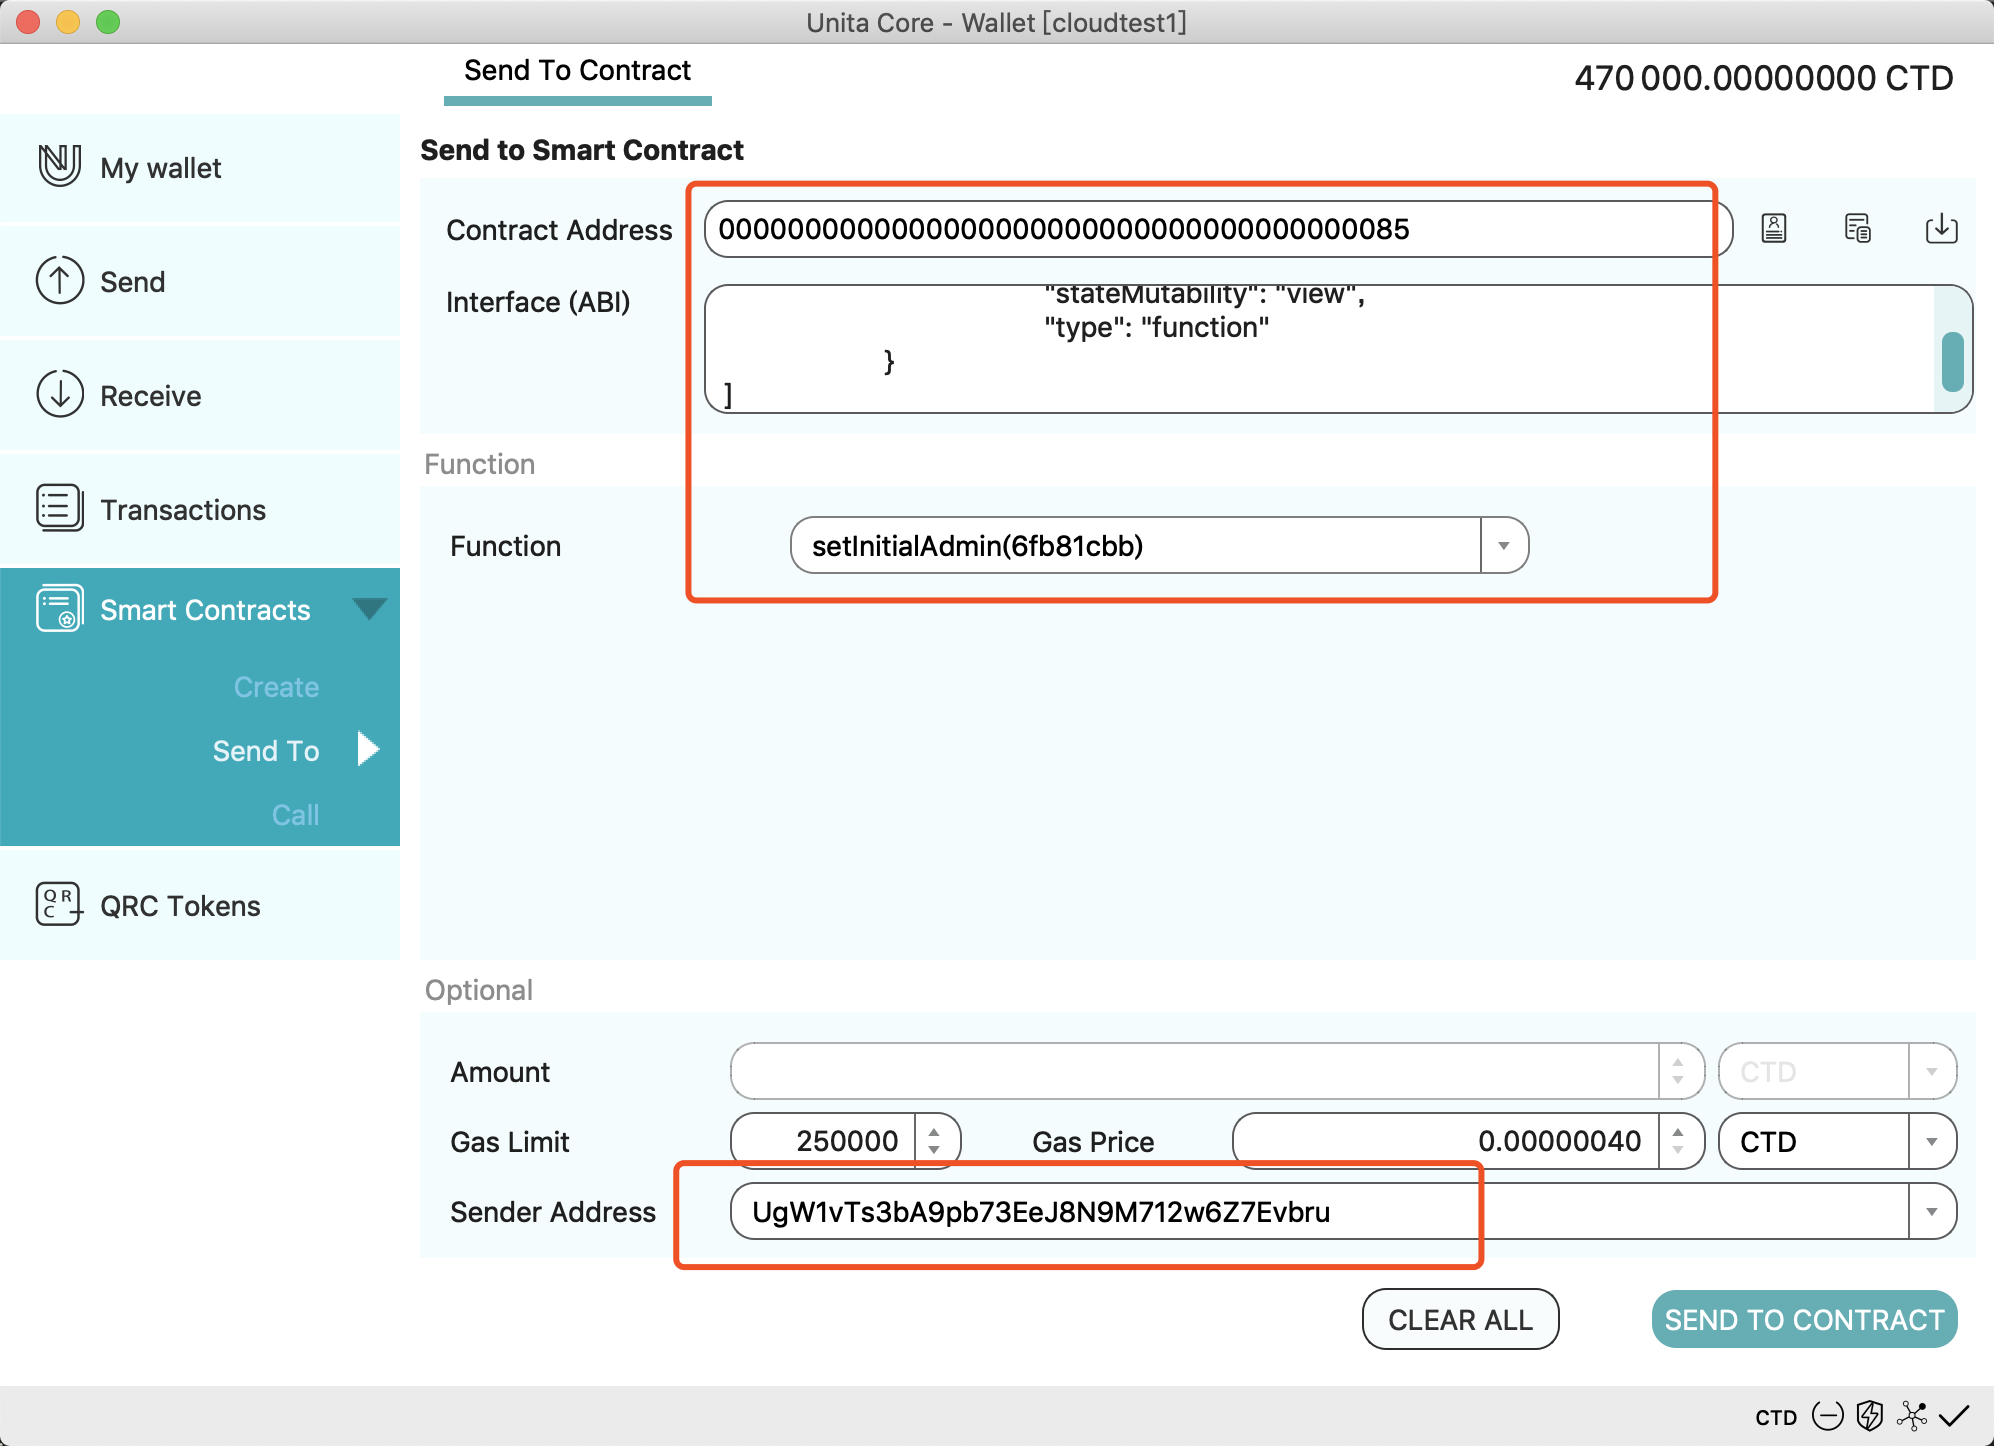 Unita Core - Wallet [cloudtest1]
Send To Contract
470 000.00000000 CTD
My wallet
Send
Receive
Transactions
Smart Contracts
Create
Send To
Call
QRC Tokens
Send to Smart Contract
Contract Address
0000000000000000000000000000000000000085
Interface (ABI)
"stateMutability": "view",
"type": "function"
}
]
Function
Function
setInitialAdmin(6fb81cbb)
Optional
Amount
CTD
Gas Limit
250000
Gas Price
0.00000040
CTD
Sender Address
UgW1vTs3bA9pb73EeJ8N9M712w6Z7Evbru
CLEAR ALL
SEND TO CONTRACT
CTD